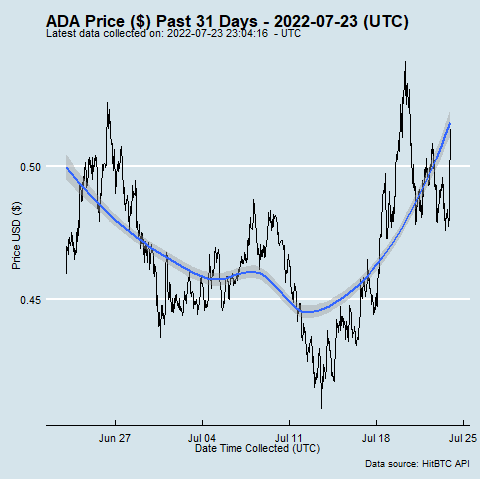 ADA Price ($) Past 31 Days - 2022-07-23 (UTC)
Latest data collected on: 2022-07-23 23:04:16 - UTC
Price USD ($)
0.50
0.45
Jun 27 Jul 04 Jul 11 Jul 18 Jul 25
Date Time Collected (UTC)
Data source: HitBTC API